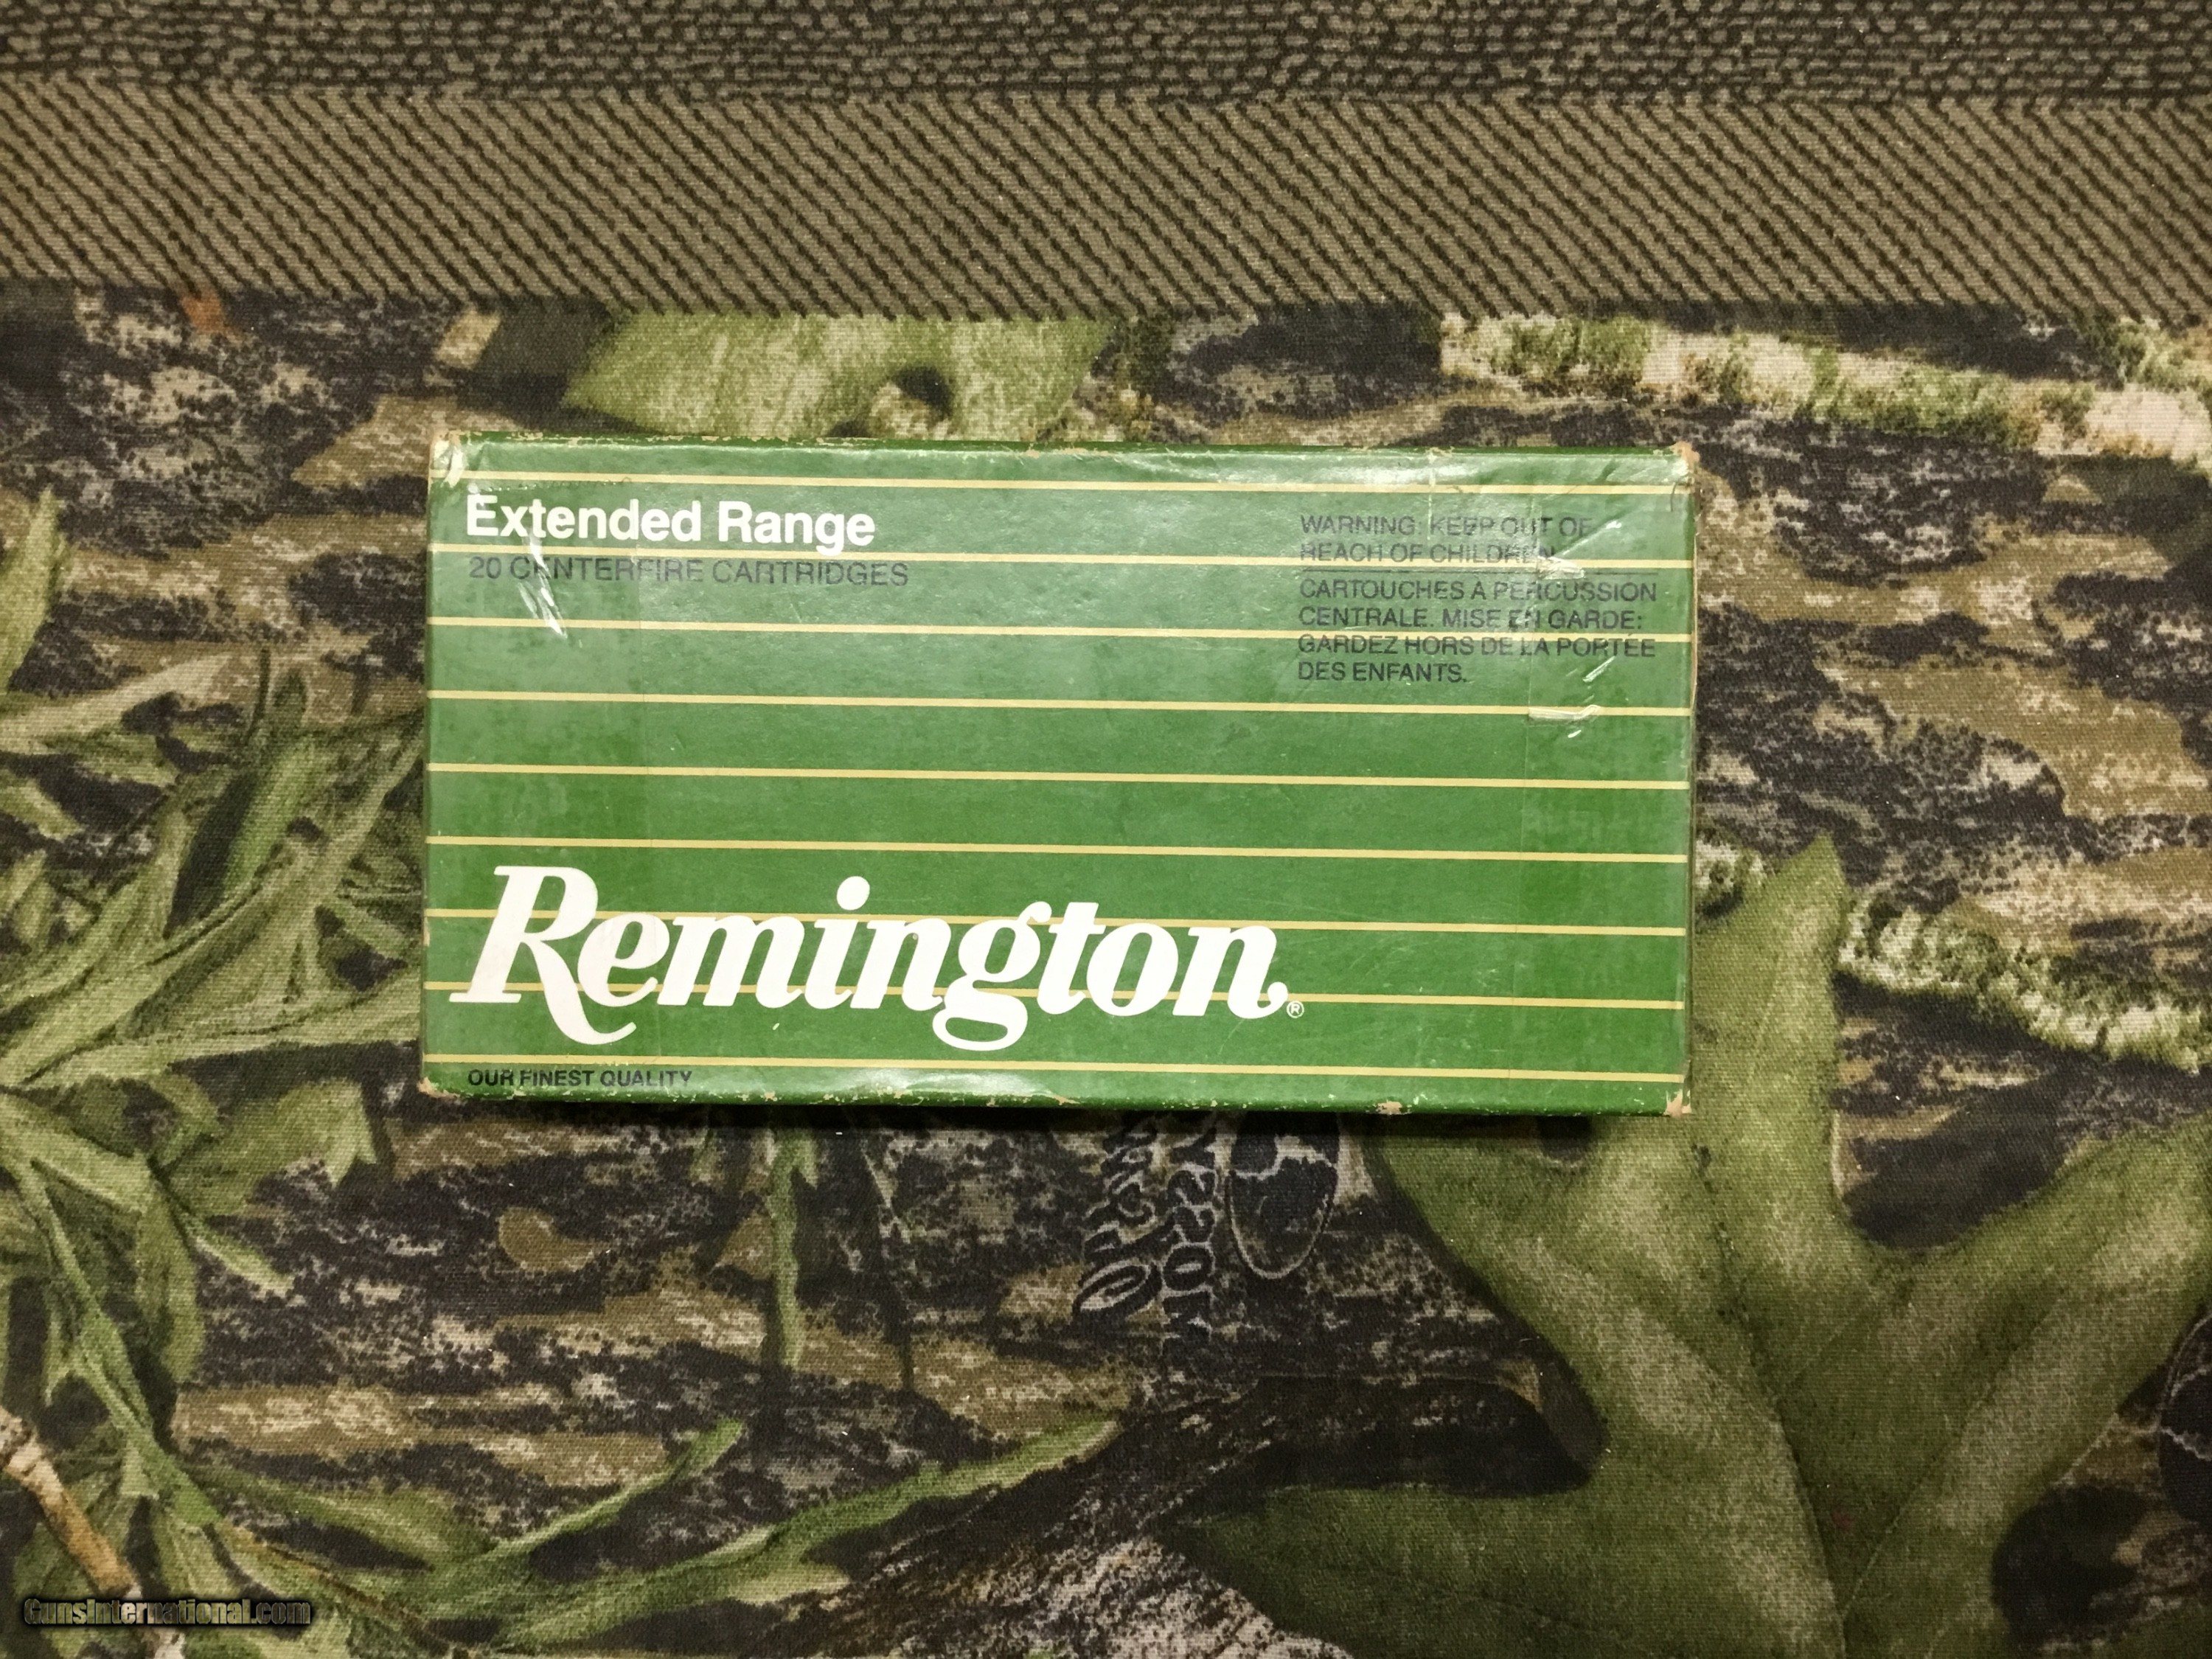 Extended Range
20 CENTERFIRE CARTRIDGES
WARNING: KEEP OUT OF
REACH OF CHILDREN
CARTOUCHES A PERCUSSION
CENTRALE. MISE EN GARDE:
GARDEZ HORS DE LA PORTÉE
DES ENFANTS.
Remington®
OUR FINEST QUALITY
GunsInternational.com